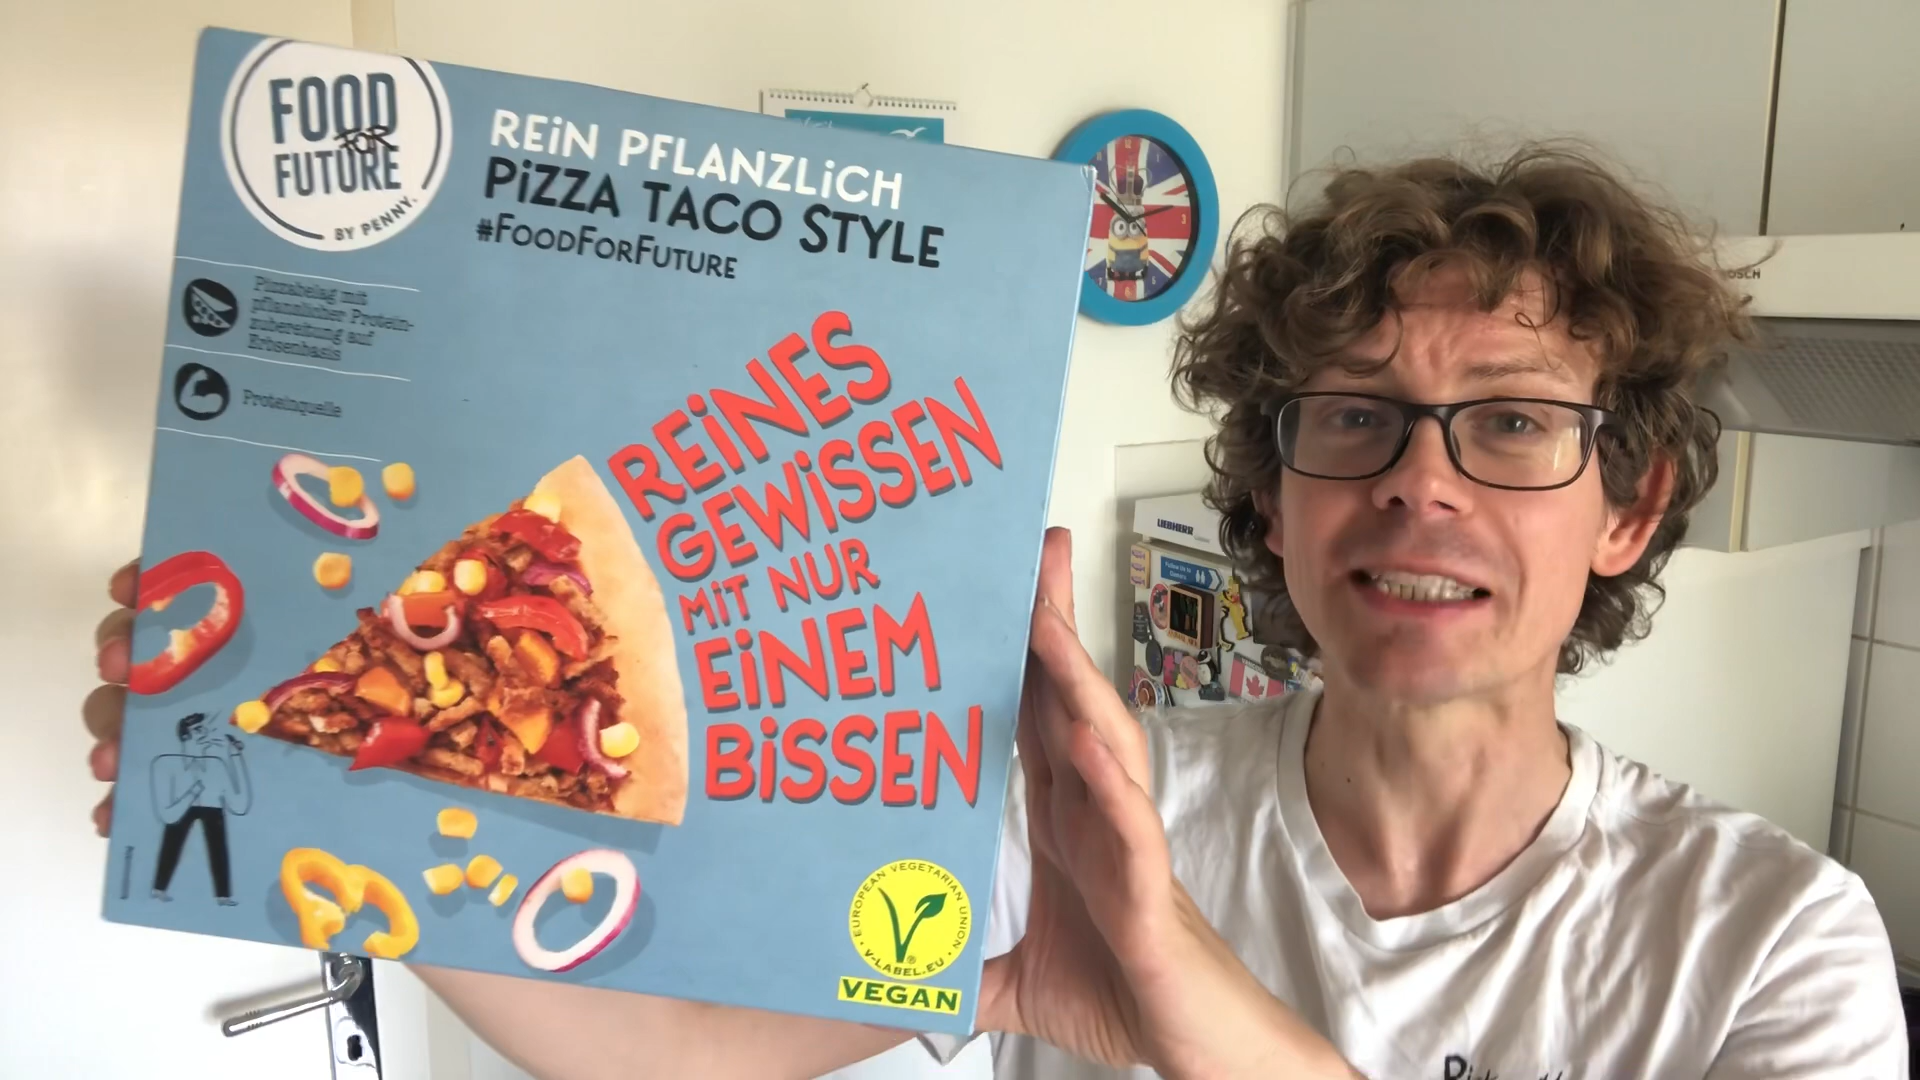 FOOD
FOR
FUTURE
BY PENNY.
REiN PFLANZLiCH
PiZZA TACO STYLE
#FOODFORFUTURE
Pizzabelag mit
pflanzlicher Protein-
zubereitung auf
Erbsenbasis
Proteinquelle
REiNES
GEWiSSEN
MiT NUR
EiNEM
BiSSEN
EUROPEAN VEGETARIAN UNION
V-LABEL.EU
VEGAN
LIEBHERR
CANADA